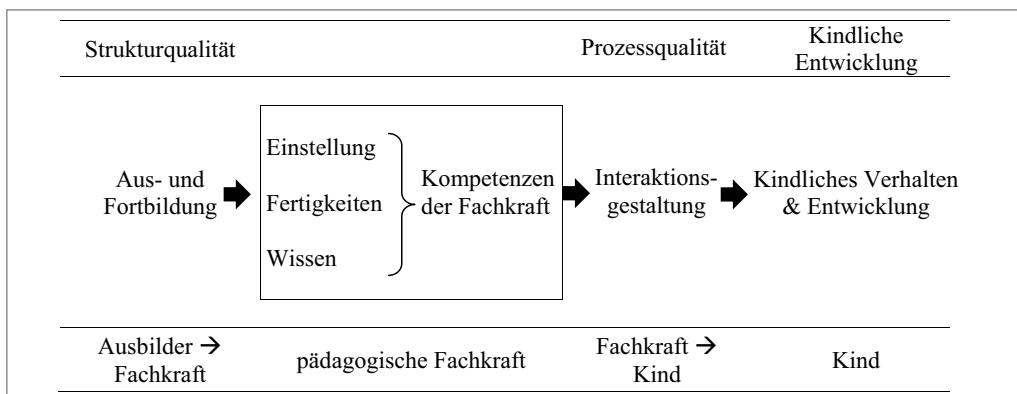 Strukturqualität
Prozessqualität
Kindliche
Entwicklung
Aus- und
Fortbildung
Einstellung
Fertigkeiten
Wissen
Kompetenzen
der Fachkraft
Interaktions-
gestaltung
Kindliches Verhalten
& Entwicklung
Ausbilder →
Fachkraft
pädagogische Fachkraft
Fachkraft →
Kind
Kind